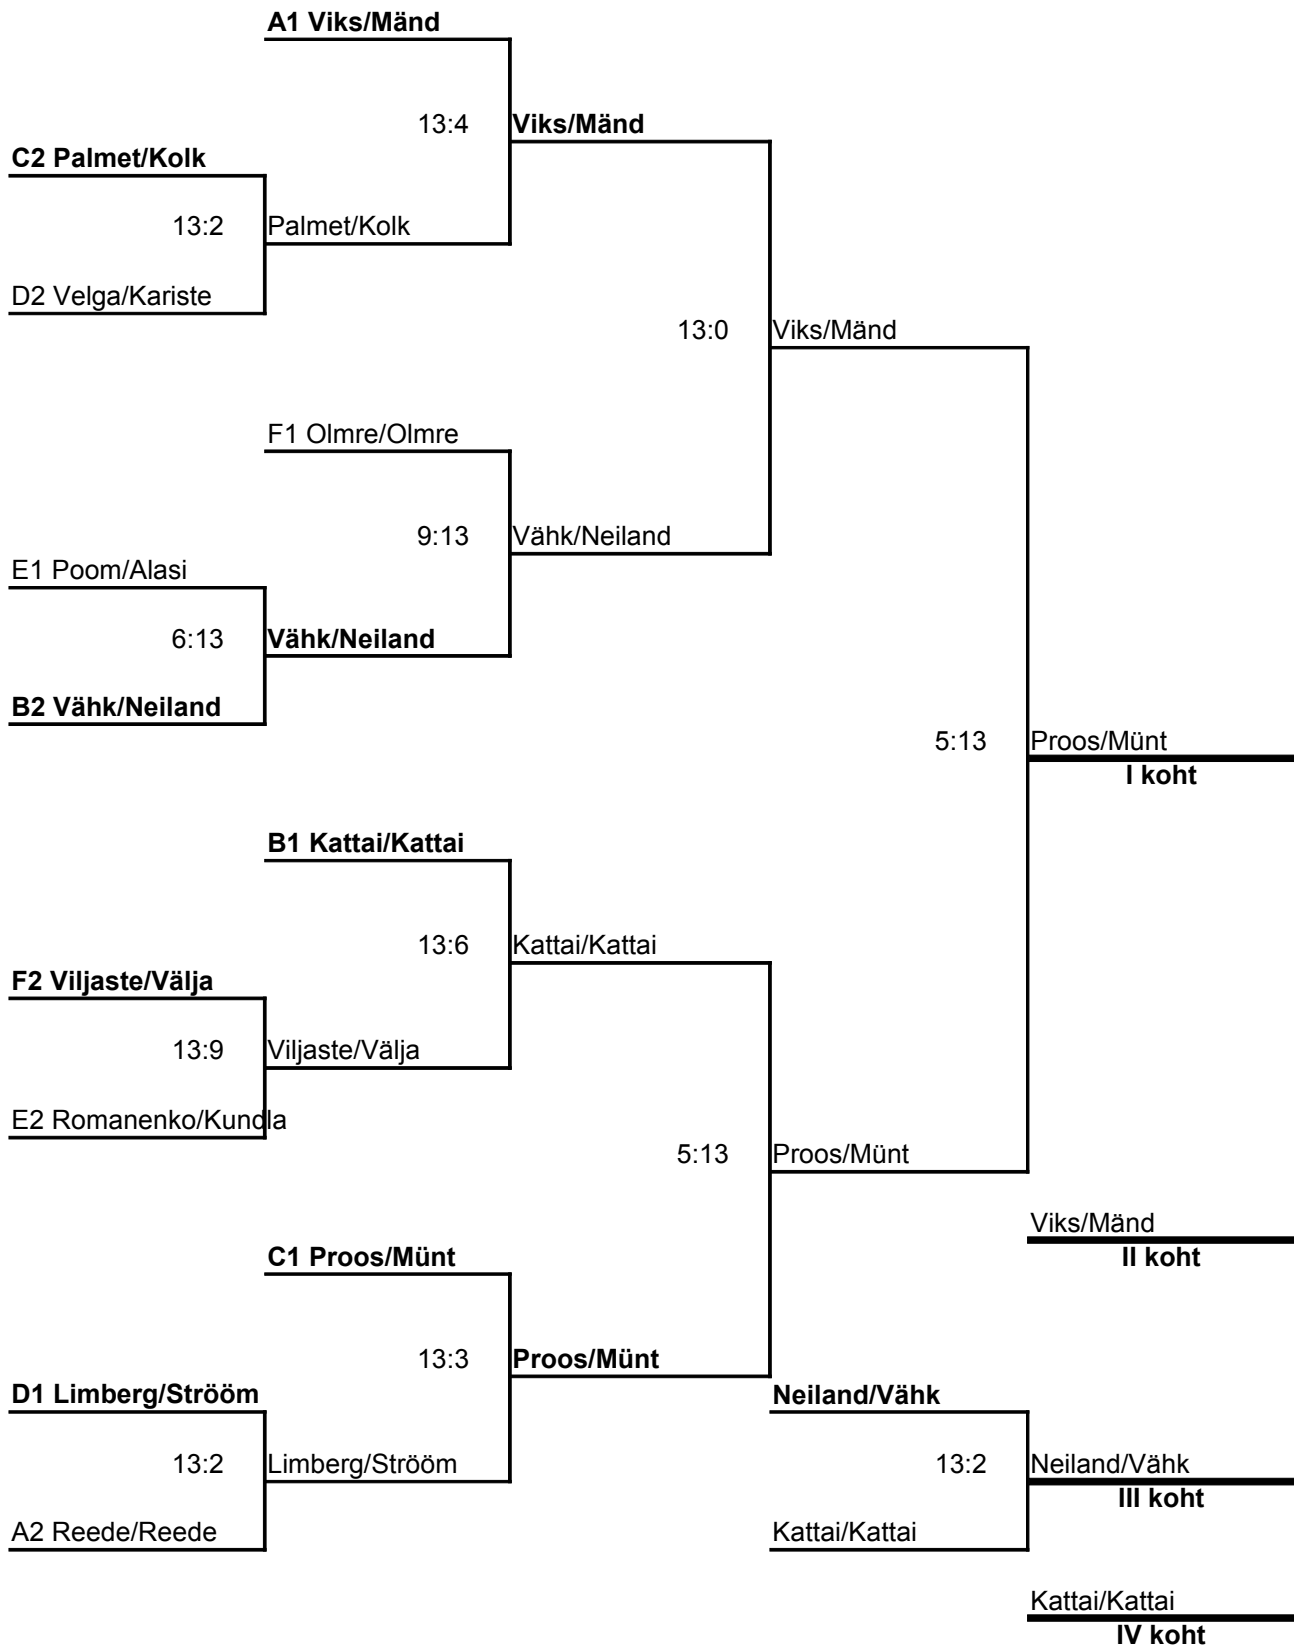 A1 Viks/Mänd
13:4 Viks/Mänd
C2 Palmet/Kolk
13:2 Palmet/Kolk
D2 Velga/Kariste
13:0 Viks/Mänd
F1 Olmre/Olmre
9:13 Vähk/Neiland
E1 Poom/Alasi
6:13 Vähk/Neiland
B2 Vähk/Neiland
5:13 Proos/Münt
I koht
B1 Kattai/Kattai
13:6 Kattai/Kattai
F2 Viljaste/Välja
13:9 Viljaste/Välja
E2 Romanenko/Kundla
5:13 Proos/Münt
Viks/Mänd
II koht
C1 Proos/Münt
13:3 Proos/Münt
D1 Limberg/Strööm
Neiland/Vähk
13:2 Limberg/Strööm
13:2 Neiland/Vähk
III koht
A2 Reede/Reede
Kattai/Kattai
Kattai/Kattai
IV koht